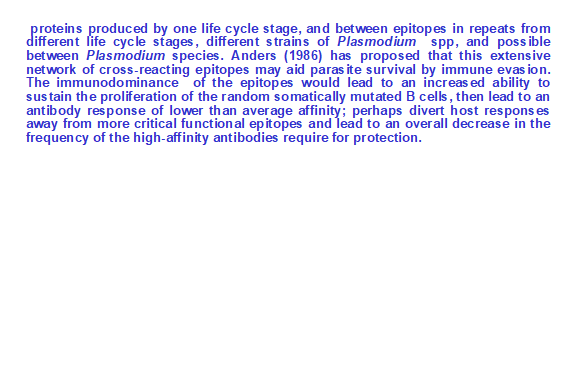 proteins produced by one life cycle stage, and between epitopes in repeats from
different life cycle stages, different strains of Plasmodium spp, and possible
between Plasmodium species. Anders (1986) has proposed that this extensive
network of cross-reacting epitopes may aid parasite survival by immune evasion.
The immunodominance of the epitopes would lead to an increased ability to
sustain the proliferation of the random somatically mutated B cells, then lead to an
antibody response of lower than average affinity; perhaps divert host responses
away from more critical functional epitopes and lead to an overall decrease in the
frequency of the high-affinity antibodies require for protection.